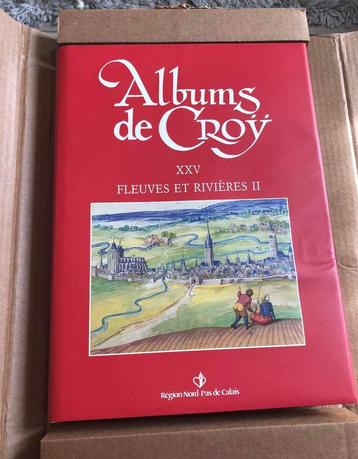 Albums
de Croÿ
XXV
FLEUVES ET RIVIÈRES II
Région Nord-Pas de Calais